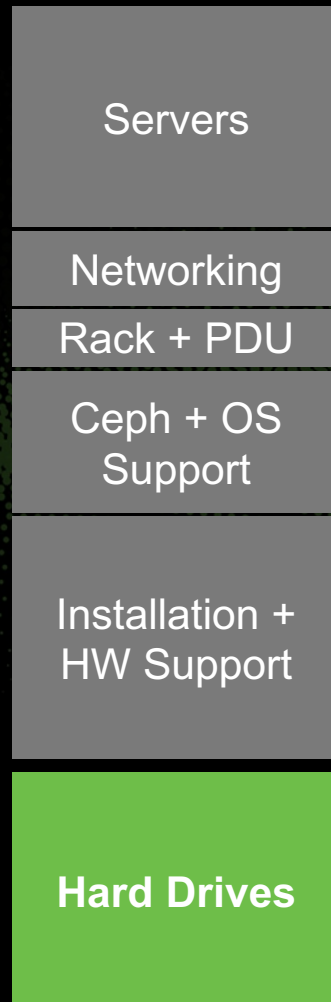 Servers
Networking
Rack + PDU
Ceph + OS
Support
Installation +
HW Support
Hard Drives